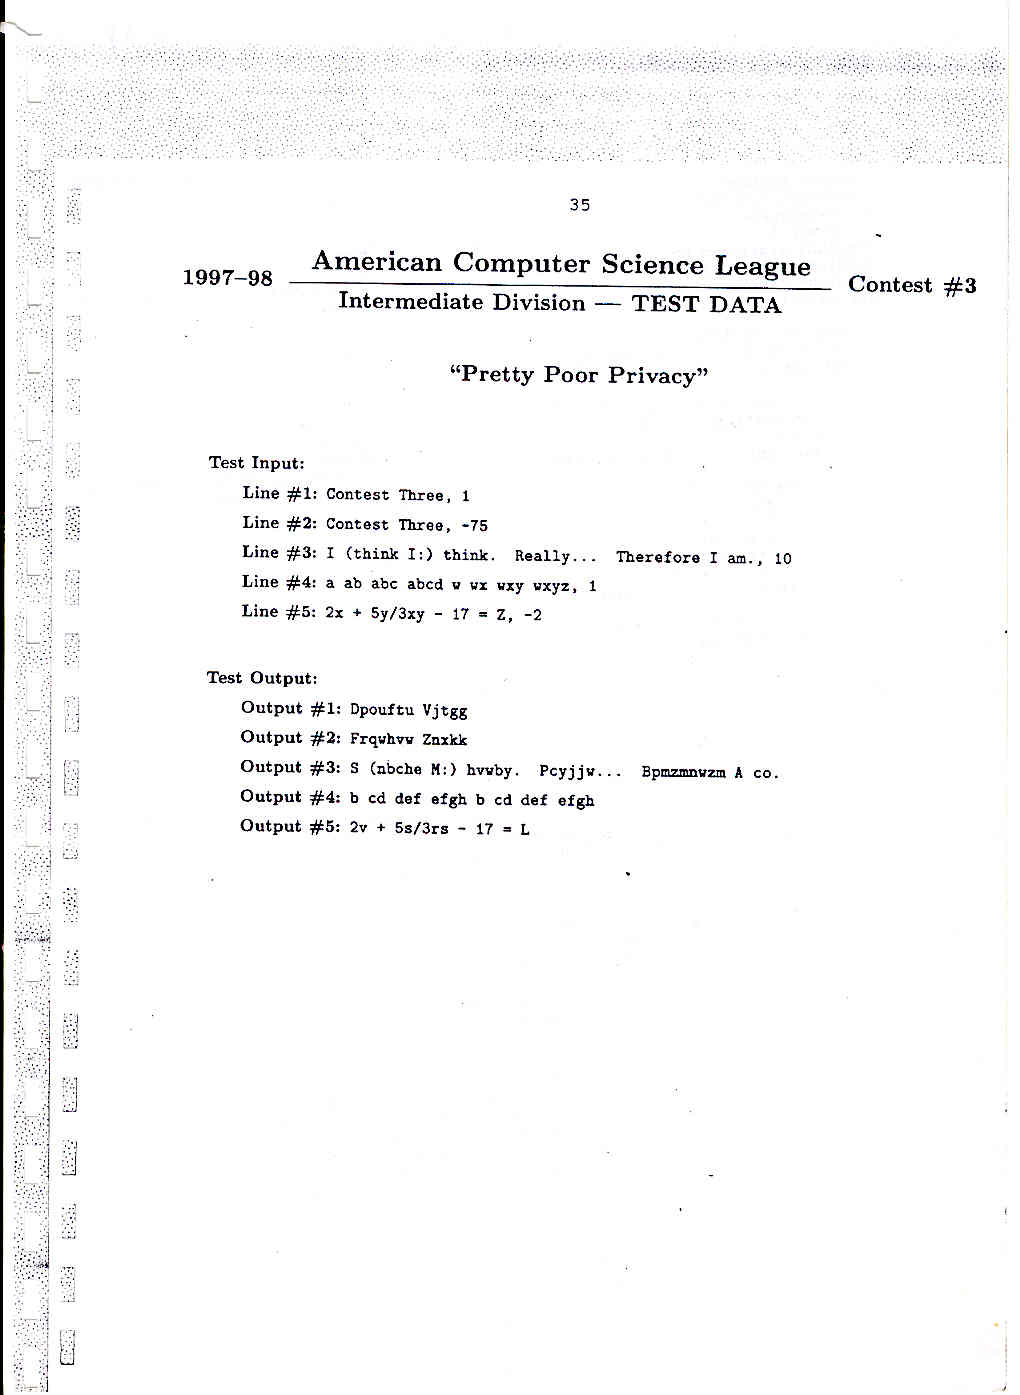 35
1997–98 American Computer Science League Contest #3
Intermediate Division — TEST DATA
“Pretty Poor Privacy”
Test Input:
Line #1: Contest Three, 1
Line #2: Contest Three, -75
Line #3: I (think I:) think. Really... Therefore I am., 10
Line #4: a ab abc abcd w wx wxy wxyz, 1
Line #5: 2x + 5y/3xy - 17 = Z, -2
Test Output:
Output #1: Dpouftu Vjtgg
Output #2: Frqwhvw Znxkk
Output #3: S (nbche M:) hvwby. Pcyjjw... Bpmzmnwzm A co.
Output #4: b cd def efgh b cd def efgh
Output #5: 2v + 5s/3rs - 17 = L